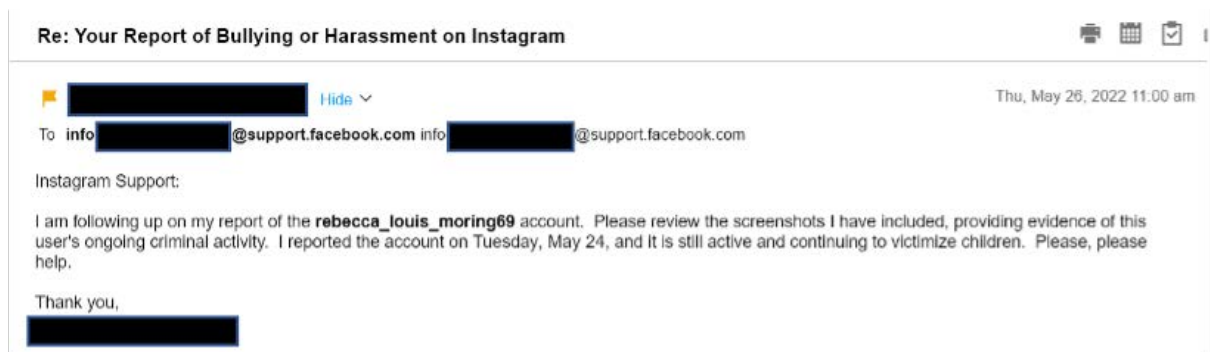 Re: Your Report of Bullying or Harassment on Instagram
Hide
Thu, May 26, 2022 11:00 am
To info @support.facebook.com info @support.facebook.com
Instagram Support:
I am following up on my report of the rebecca_louis_moring69 account. Please review the screenshots I have included, providing evidence of this
user's ongoing criminal activity. I reported the account on Tuesday, May 24, and it is still active and continuing to victimize children. Please, please
help.
Thank you,